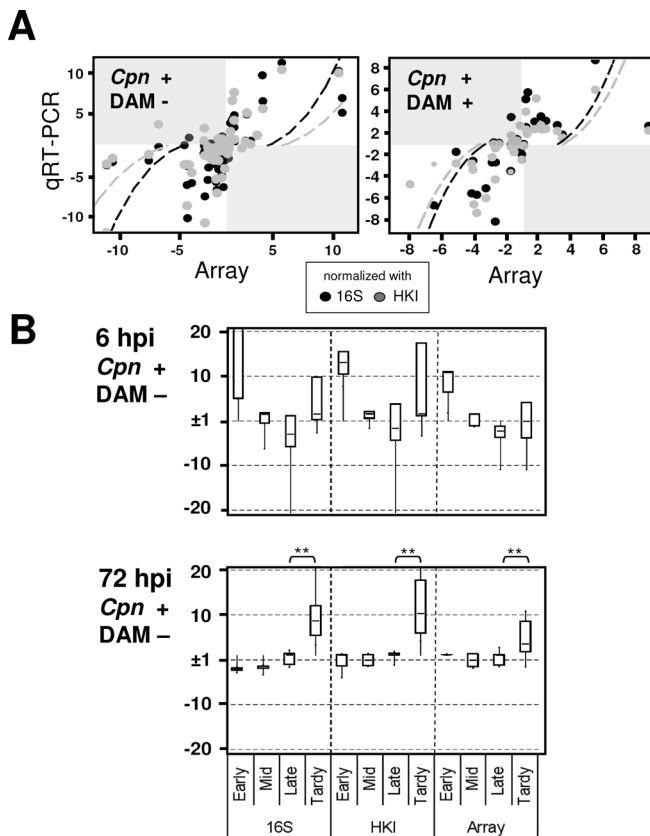 A
Cpn +
DAM -
Cpn +
DAM +
qRT-PCR
10
5
-5
-10
8
6
4
2
-2
-4
-6
-8
-10
-5
5
10
-8
-6
-4
-2
2
4
6
8
Array
Array
normalized with
16S
HKI
B
6 hpi
Cpn +
DAM –
20
10
±1
-10
-20
72 hpi
Cpn +
DAM –
**
**
**
20
10
±1
-10
-20
Early
Mid
Late
Tardy
Early
Mid
Late
Tardy
Early
Mid
Late
Tardy
16S
HKI
Array